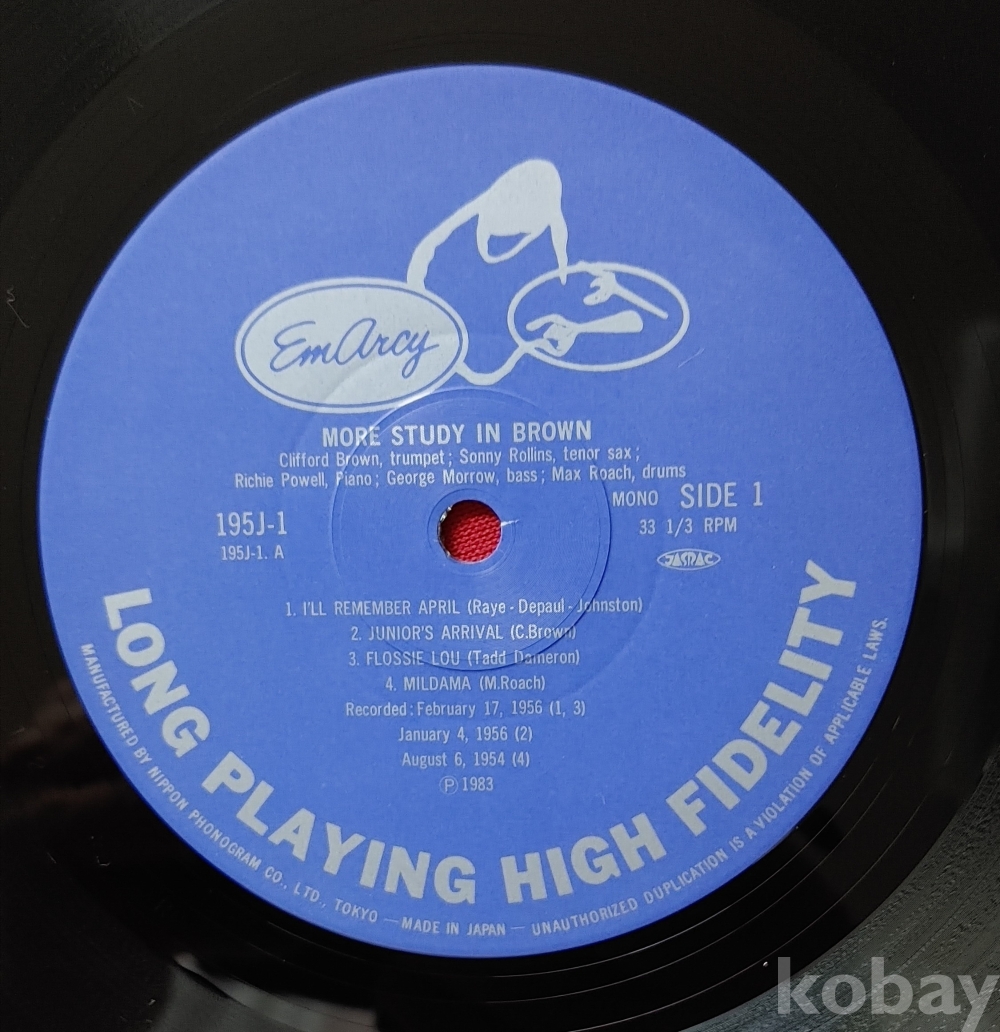 EmArcy
MORE STUDY IN BROWN
Clifford Brown, trumpet; Sonny Rollins, tenor sax;
Richie Powell, Piano; George Morrow, bass; Max Roach, drums
MONO SIDE 1
195J-1
33 1/3 RPM
195J-1. A
JASRAC
1. I'LL REMEMBER APRIL (Raye-Depaul-Johnston)
2. JUNIOR'S ARRIVAL (C.Brown)
3. FLOSSIE LOU (Tadd Dameron)
4. MILDAMA (M.Roach)
Recorded: February 17, 1956 (1, 3)
January 4, 1956 (2)
August 6, 1954 (4)
Ⓟ 1983
LONG PLAYING HIGH FIDELITY
MANUFACTURED BY NIPPON PHONOGRAM CO., LTD., TOKYO — MADE IN JAPAN — UNAUTHORIZED DUPLICATION IS A VIOLATION OF APPLICABLE LAWS.
kobay